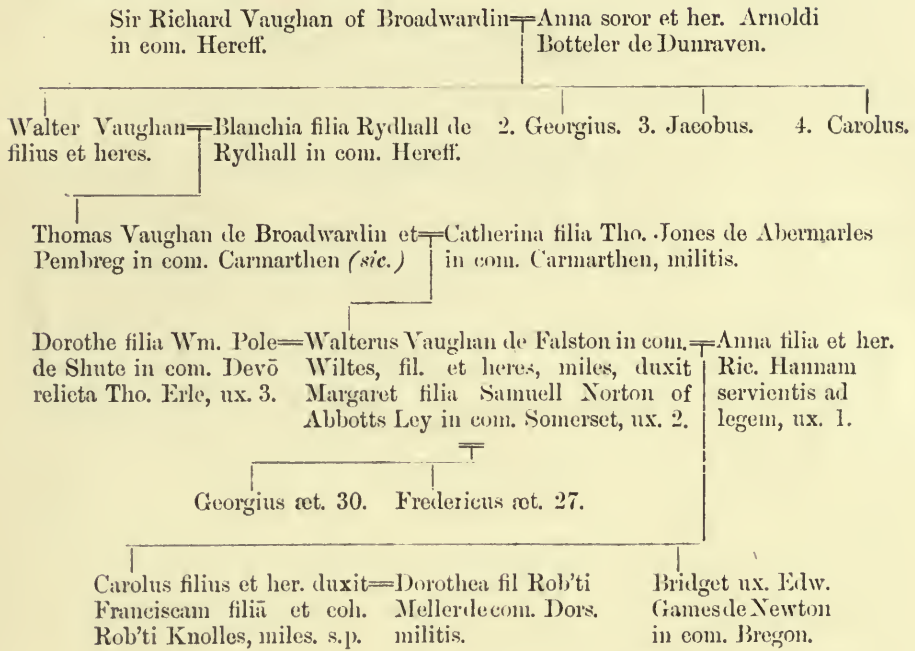 Sir Richard Vaughan of Broadwardin
in com. Hereff.
Anna soror et her. Arnoldi
Botteler de Dunraven.
Walter Vaughan
filius et heres.
Blanchia filia Rydhall de
Rydhall in com. Hereff.
2. Georgius. 3. Jacobus. 4. Carolus.
Thomas Vaughan de Broadwardin et
Pembreg in com. Carmarthen (sic.)
Catherina filia Tho. Jones de Abermarles
in com. Carmarthen, militis.
Dorothe filia Wm. Pole
de Shute in com. Devō
relicta Tho. Erle, ux. 3.
Walterus Vaughan de Falston in com.
Wiltes, fil. et heres, miles, duxit
Margaret filia Samuell Norton of
Abbotts Ley in com. Somerset, ux. 2.
Anna filia et her.
Ric. Hannam
servientis ad
legem, ux. 1.
Georgius æt. 30. Fredericus æt. 27.
Carolus filius et her. duxit
Franciscam filiā et coh.
Rob'ti Knolles, miles. s.p.
Dorothea fil Rob'ti
Meller de com. Dors.
militis.
Bridget ux. Edw.
Games de Newton
in com. Bregon.